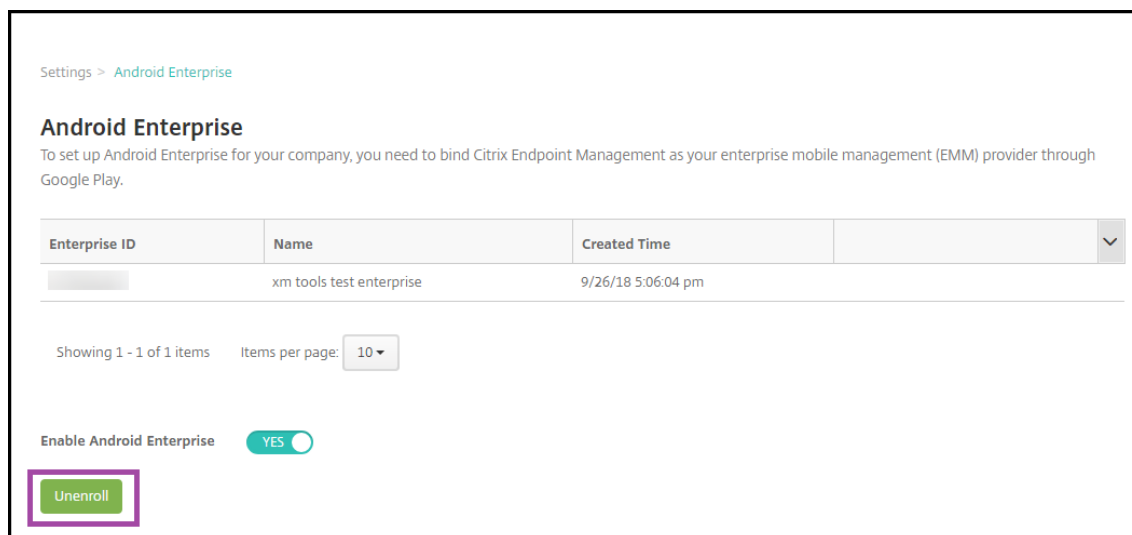 Settings > Android Enterprise
Android Enterprise
To set up Android Enterprise for your company, you need to bind Citrix Endpoint Management as your enterprise mobile management (EMM) provider through
Google Play.
Enterprise ID Name Created Time
xm tools test enterprise 9/26/18 5:06:04 pm
Showing 1 - 1 of 1 items Items per page: 10
Enable Android Enterprise YES
Unenroll